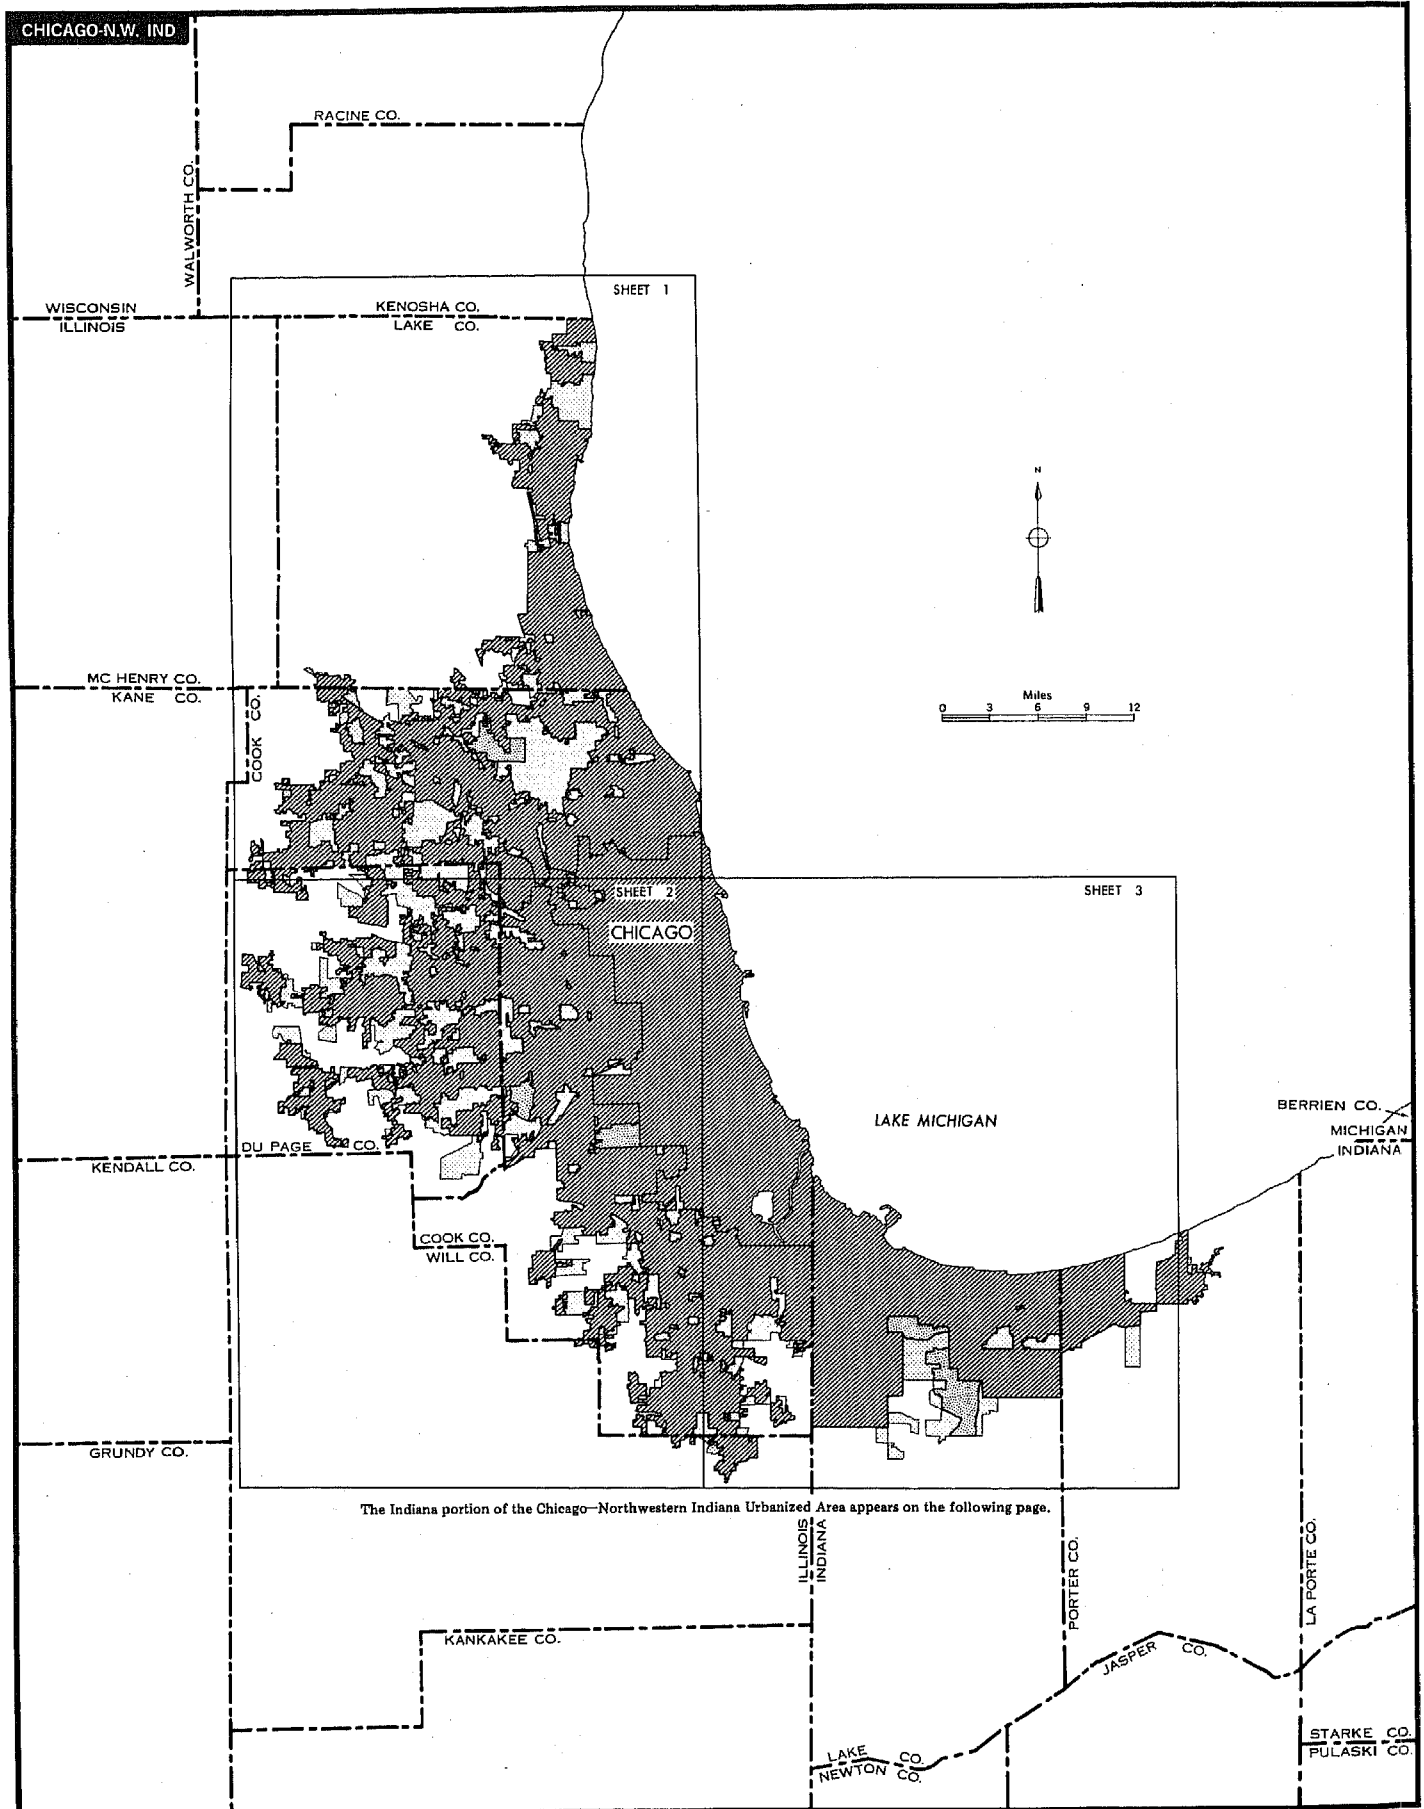 CHICAGO-N.W. IND
RACINE CO.
WALWORTH CO.
SHEET 1
WISCONSIN
ILLINOIS
KENOSHA CO.
LAKE CO.
N
MC HENRY CO.
KANE CO.
COOK CO.
Miles
0 3 6 9 12
SHEET 2
SHEET 3
CHICAGO
LAKE MICHIGAN
BERRIEN CO.
MICHIGAN
INDIANA
DU PAGE CO.
KENDALL CO.
COOK CO.
WILL CO.
GRUNDY CO.
The Indiana portion of the Chicago—Northwestern Indiana Urbanized Area appears on the following page.
ILLINOIS
INDIANA
PORTER CO.
LA PORTE CO.
KANKAKEE CO.
JASPER CO.
STARKE CO.
PULASKI CO.
LAKE CO.
NEWTON CO.